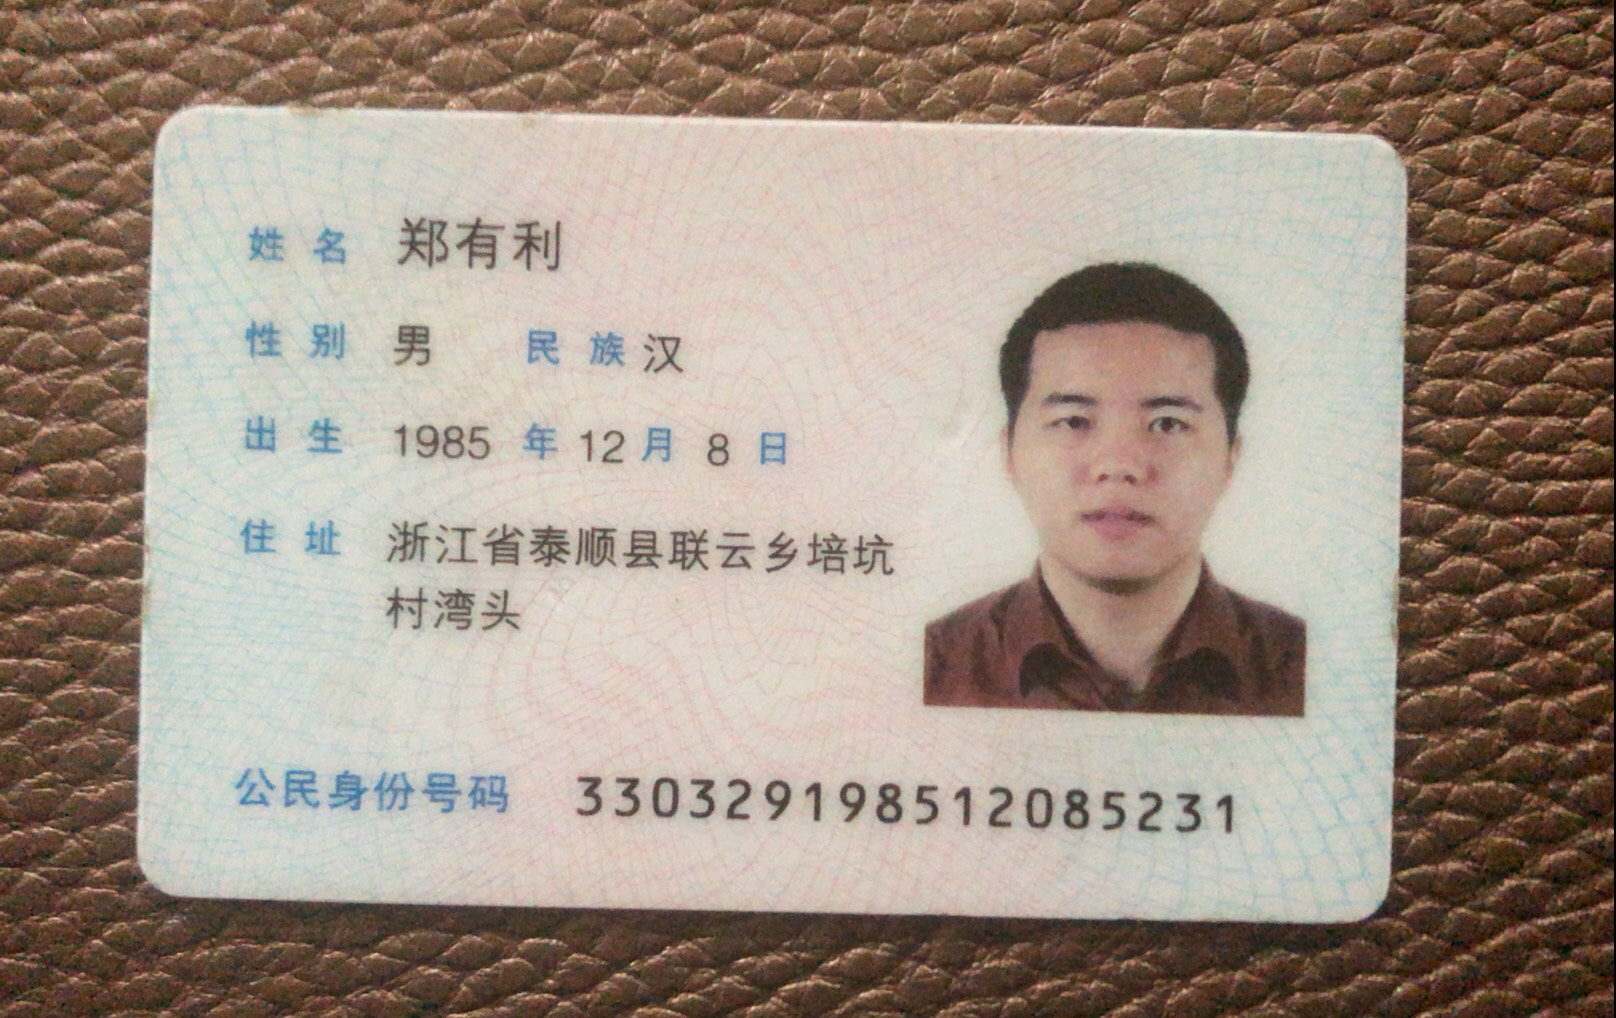 姓名 郑有利
性别 男 民族 汉
出生 1985 年 12 月 8 日
住址 浙江省泰顺县联云乡培坑
村湾头
公民身份号码 330329198512085231